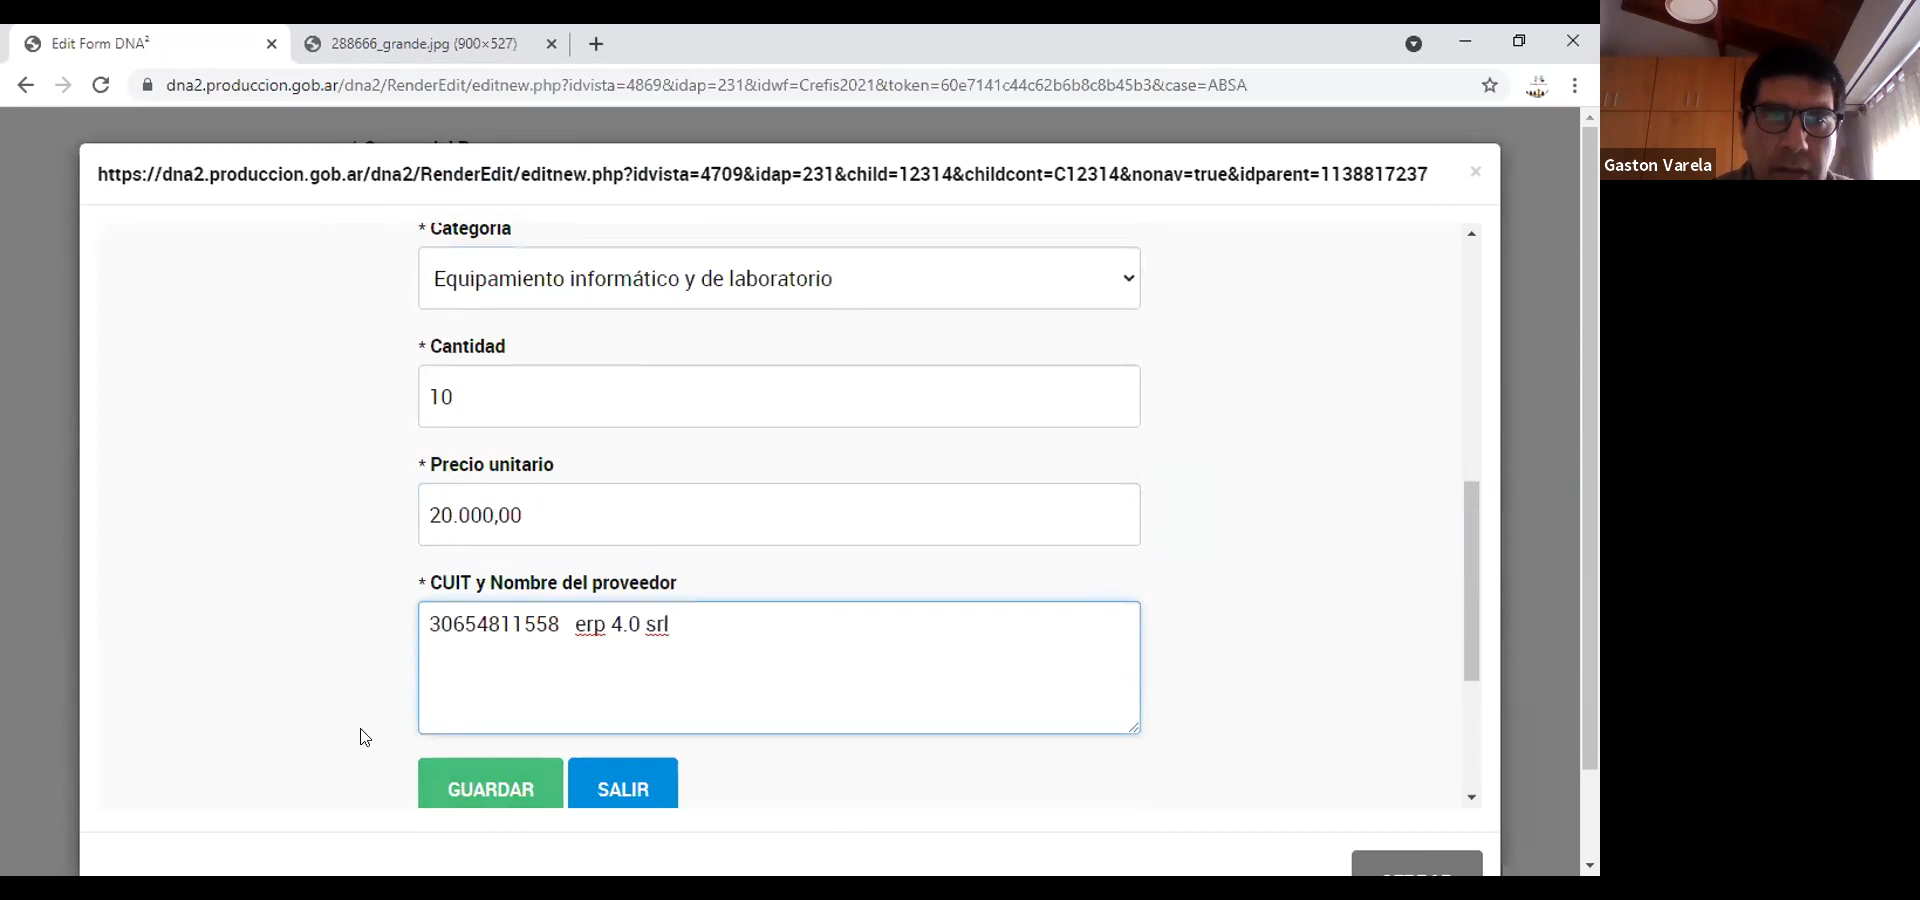 Edit Form DNA²
288666_grande.jpg (900×527)
dna2.produccion.gob.ar/dna2/RenderEdit/editnew.php?idvista=4869&idap=231&idwf=Crefis2021&token=60e7141c44c62b6b8c8b45b3&case=ABSA
https://dna2.produccion.gob.ar/dna2/RenderEdit/editnew.php?idvista=4709&idap=231&child=12314&childcont=C12314&nonav=true&idparent=1138817237
Gaston Varela
* Categoria
Equipamiento informático y de laboratorio
* Cantidad
10
* Precio unitario
20.000,00
* CUIT y Nombre del proveedor
30654811558 erp 4.0 srl
GUARDAR
SALIR